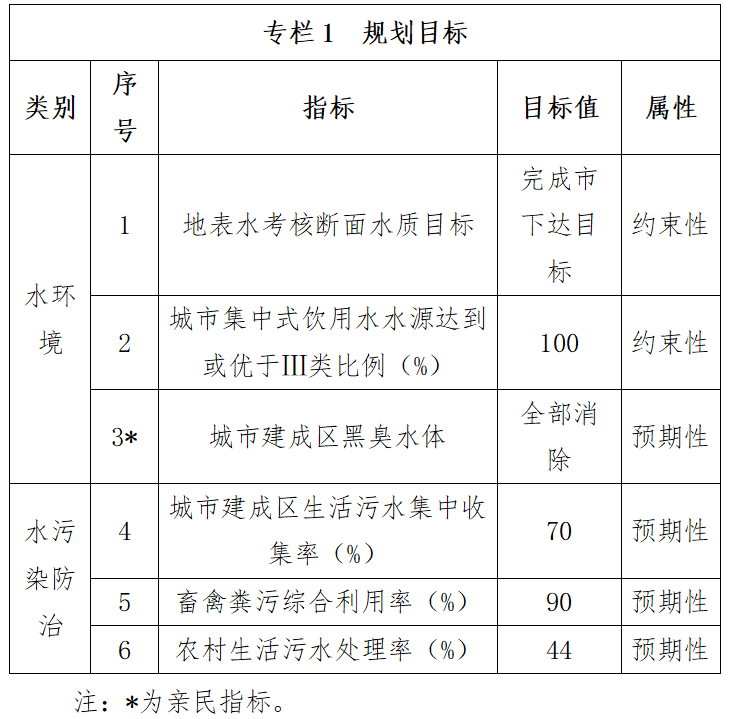 专栏1 规划目标
类别 序号 指标 目标值 属性
水环境
1 地表水考核断面水质目标 完成市下达目标 约束性
2 城市集中式饮用水水源达到或优于Ⅲ类比例（%） 100 约束性
3* 城市建成区黑臭水体 全部消除 预期性
水污染防治
4 城市建成区生活污水集中收集率（%） 70 预期性
5 畜禽粪污综合利用率（%） 90 预期性
6 农村生活污水处理率（%） 44 预期性
注：*为亲民指标。